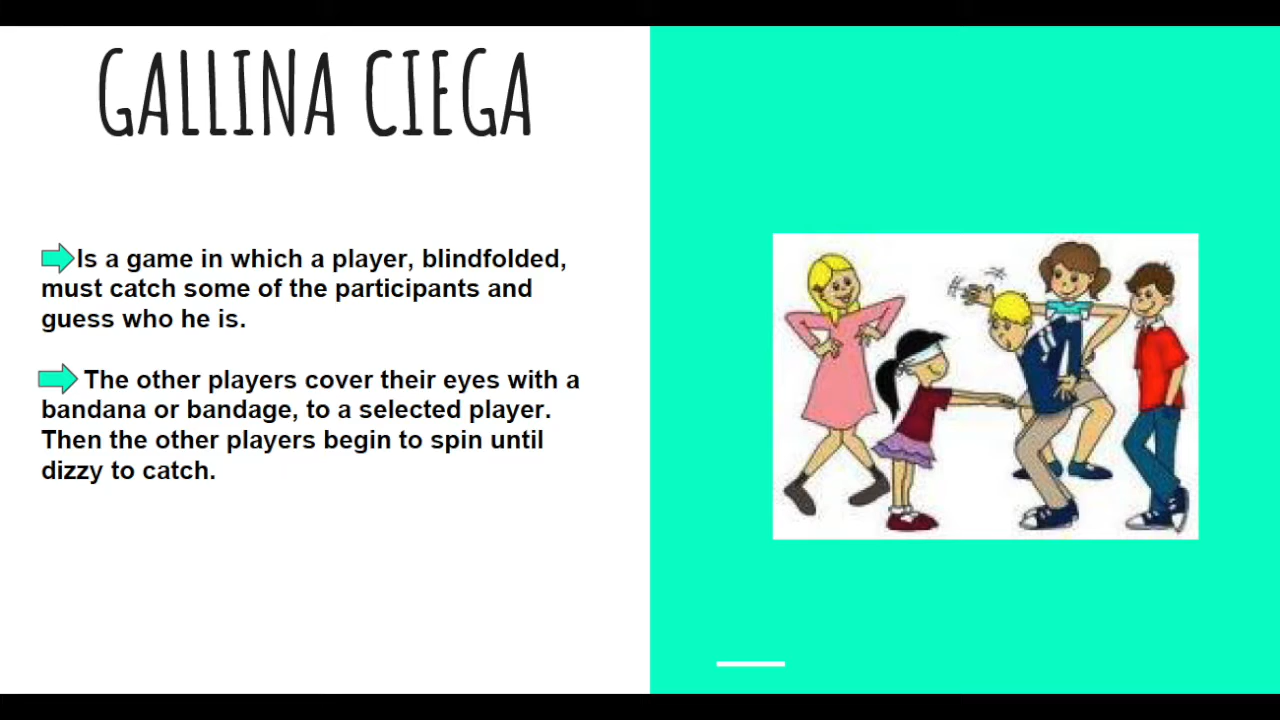 GALLINA CIEGA
Is a game in which a player, blindfolded,
must catch some of the participants and
guess who he is.
The other players cover their eyes with a
bandana or bandage, to a selected player.
Then the other players begin to spin until
dizzy to catch.